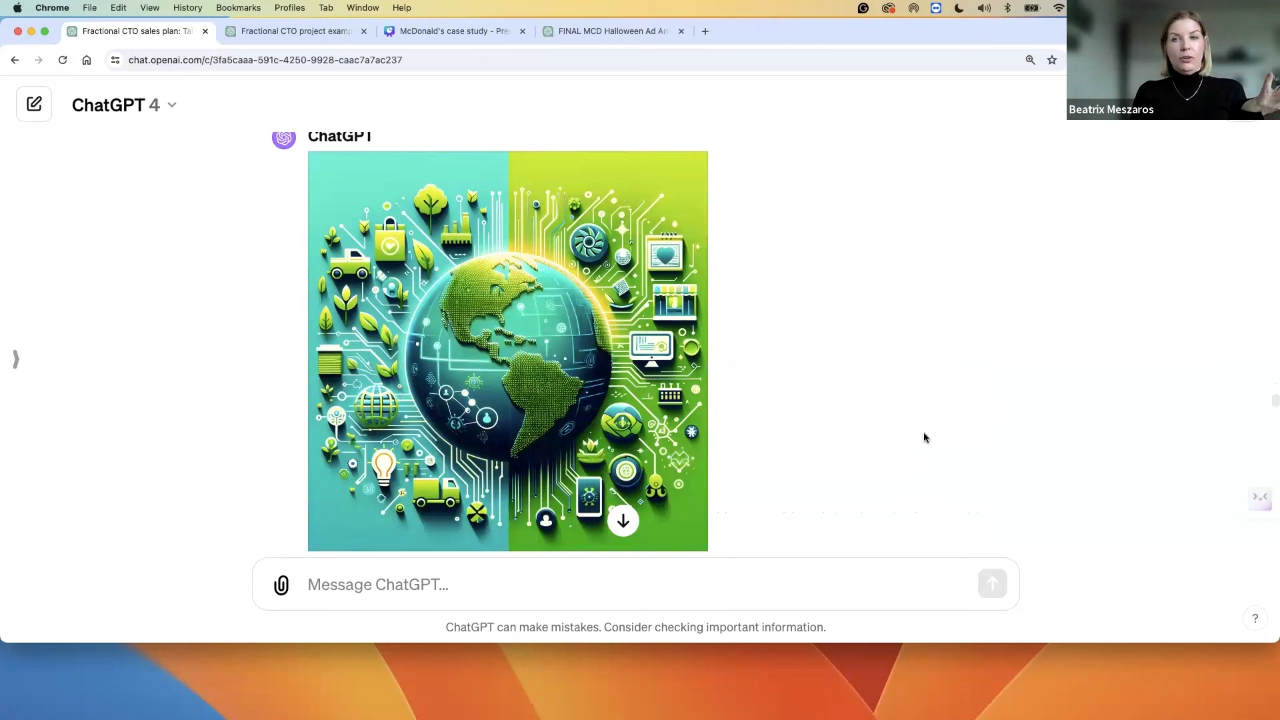 Chrome File Edit View History Bookmarks Profiles Tab Window Help
Fractional CTO sales plan: Ta
Fractional CTO project examp
McDonald's case study - Pre
FINAL MCD Halloween Ad An
chat.openai.com/c/3fa5caaa-591c-4250-9928-caac7a7ac237
Beatrix Meszaros
ChatGPT 4
ChatGPT
Message ChatGPT...
ChatGPT can make mistakes. Consider checking important information.
?